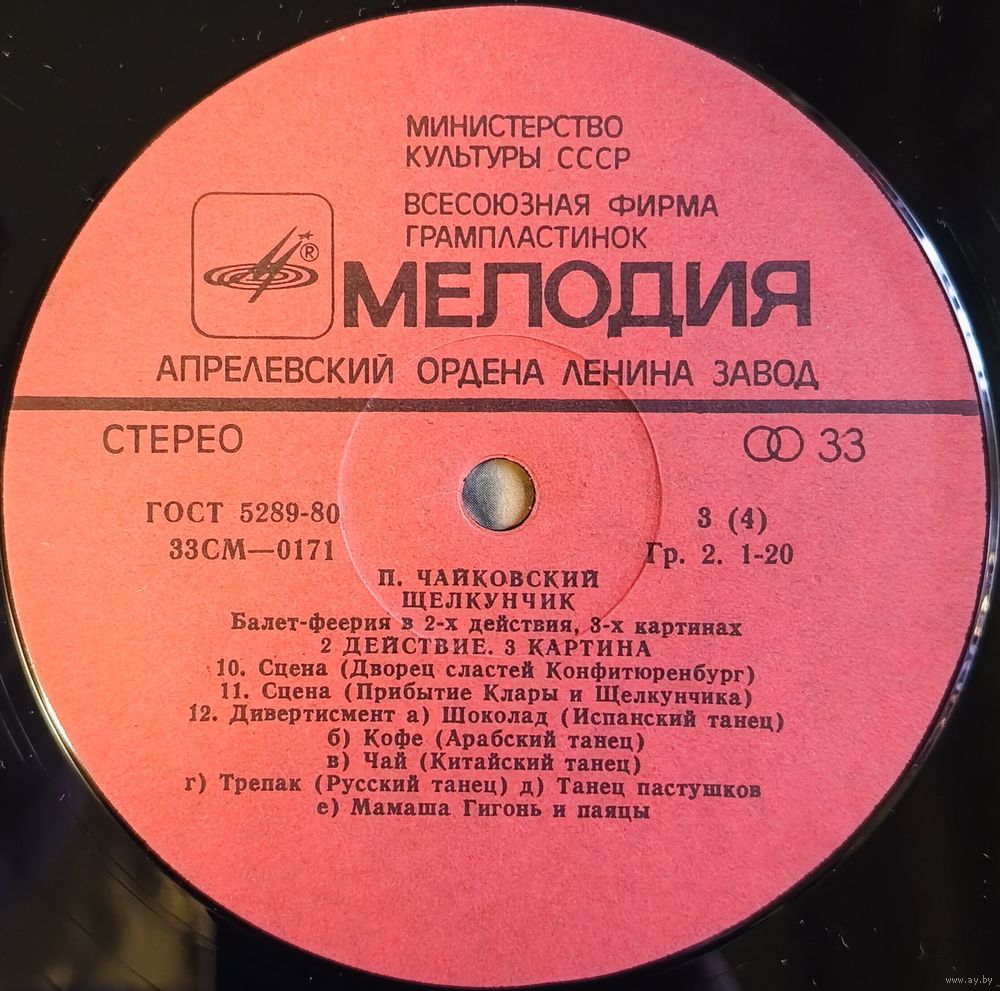 МИНИСТЕРСТВО
КУЛЬТУРЫ СССР
ВСЕСОЮЗНАЯ ФИРМА
ГРАМПЛАСТИНОК
®
МЕЛОДИЯ
АПРЕЛЕВСКИЙ ОРДЕНА ЛЕНИНА ЗАВОД
СТЕРЕО
33
ГОСТ 5289-80
3 (4)
33СМ—0171
Гр. 2. 1-20
П. ЧАЙКОВСКИЙ
ЩЕЛКУНЧИК
Балет-феерия в 2-х действия, 3-х картинах
2 ДЕЙСТВИЕ. 3 КАРТИНА
10. Сцена (Дворец сластей Конфитюренбург)
11. Сцена (Прибытие Клары и Щелкунчика)
12. Дивертисмент а) Шоколад (Испанский танец)
б) Кофе (Арабский танец)
в) Чай (Китайский танец)
г) Трепак (Русский танец) д) Танец пастушков
е) Мамаша Гигонь и паяцы
www.ay.by